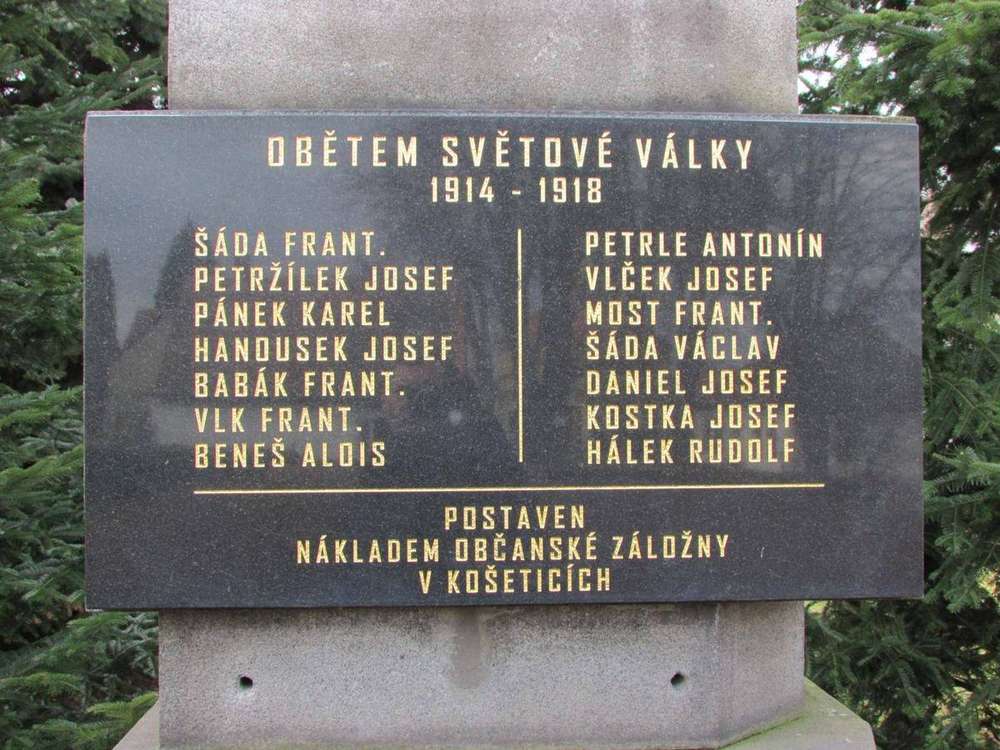 OBĚTEM SVĚTOVÉ VÁLKY
1914 - 1918
ŠÁDA FRANT.
PETRŽÍLEK JOSEF
PÁNEK KAREL
HANOUSEK JOSEF
BABÁK FRANT.
VLK FRANT.
BENEŠ ALOIS
PETRLE ANTONÍN
VLČEK JOSEF
MOST FRANT.
ŠÁDA VÁCLAV
DANIEL JOSEF
KOSTKA JOSEF
HÁLEK RUDOLF
POSTAVEN
NÁKLADEM OBČANSKÉ ZÁLOŽNY
V KOŠETICÍCH